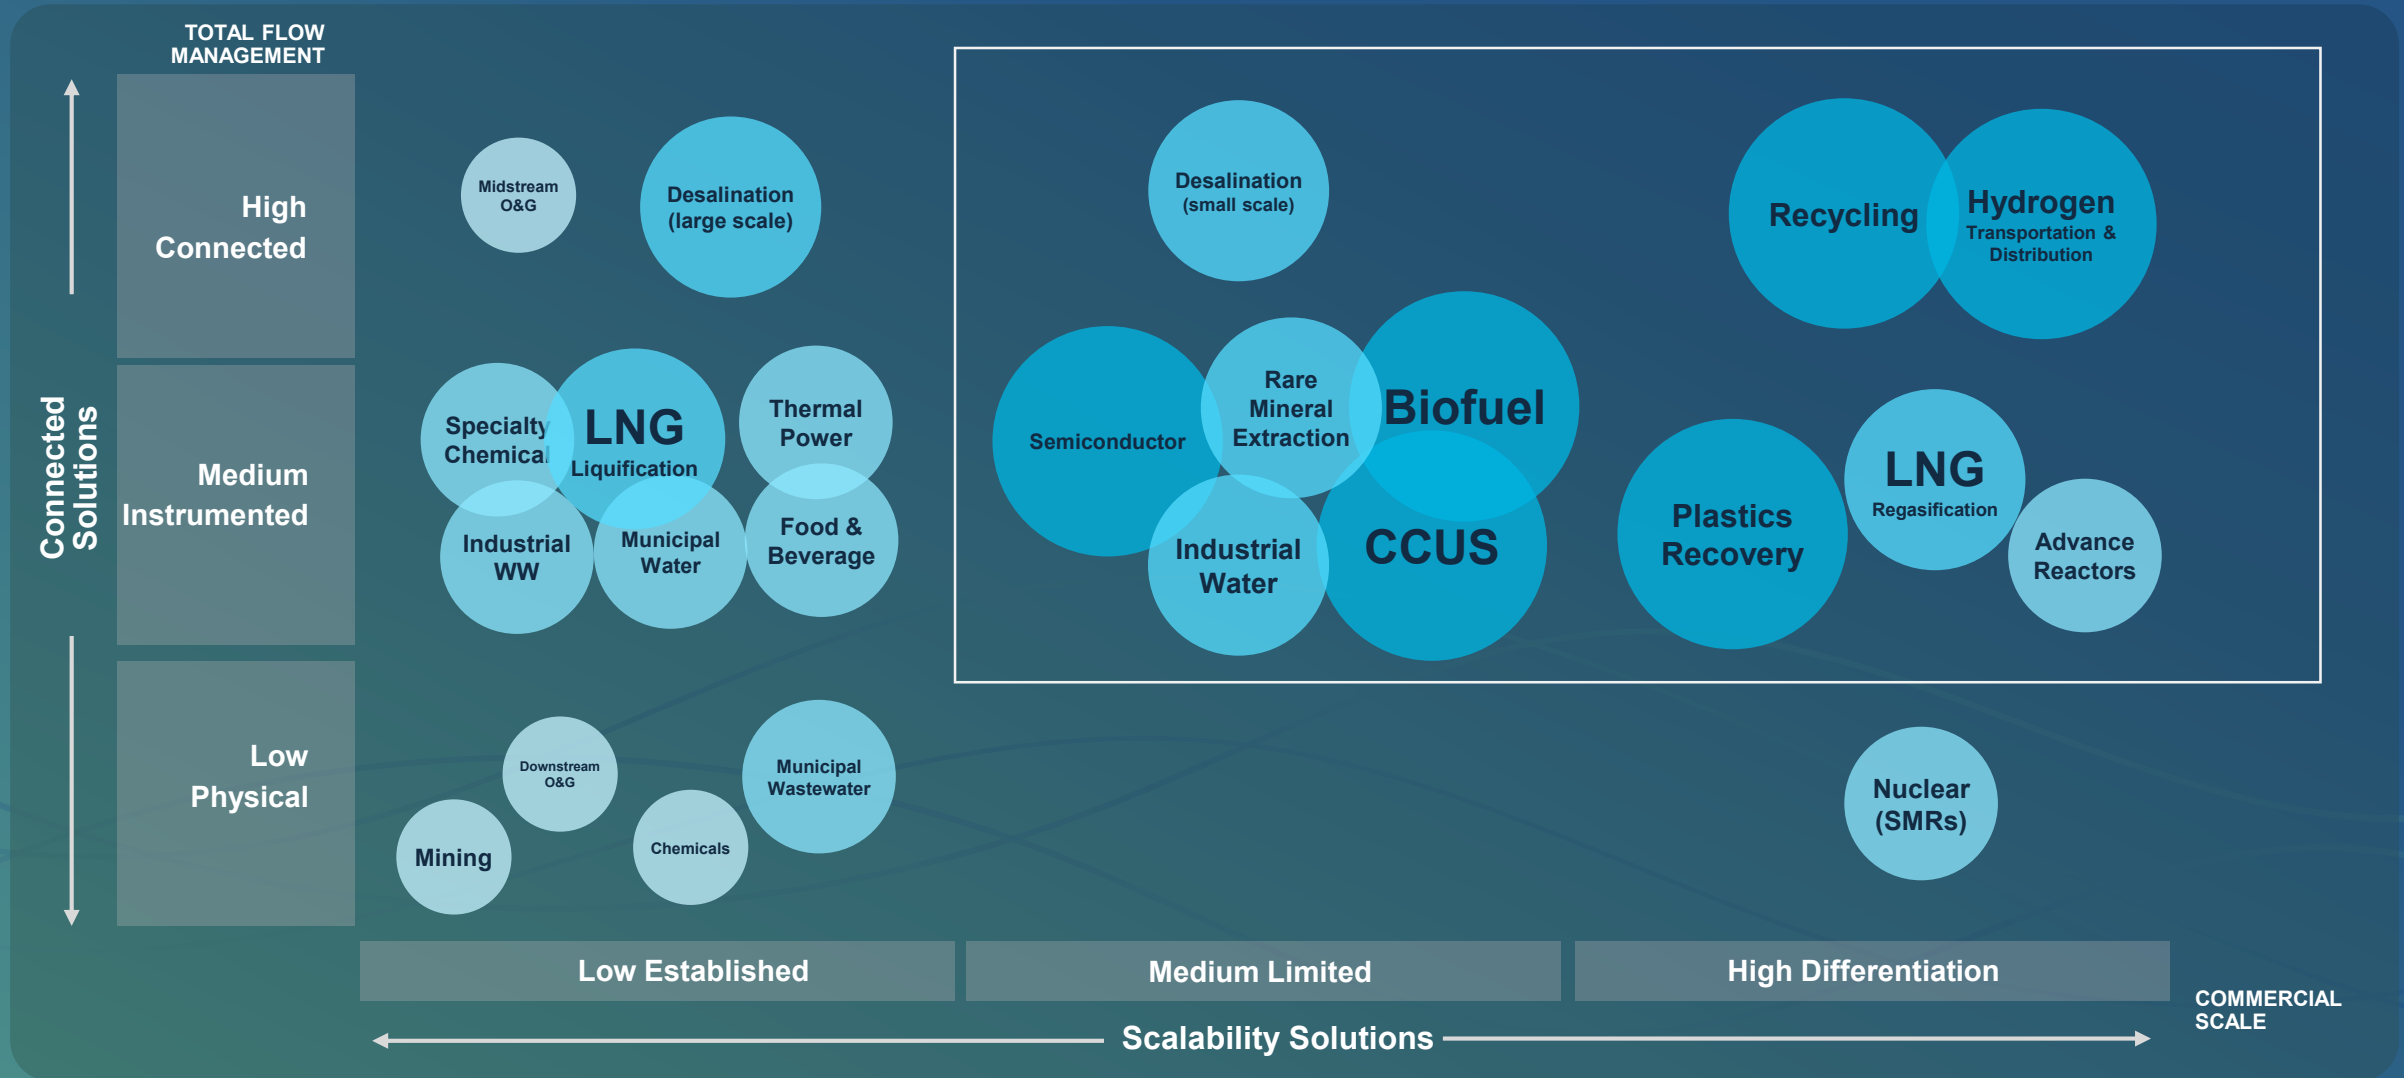 TOTAL FLOW
MANAGEMENT
Connected
Solutions
High
Connected
Midstream
O&G
Desalination
(large scale)
Desalination
(small scale)
Recycling
Hydrogen
Transportation &
Distribution
Medium
Instrumented
Specialty
Chemical
LNG
Liquification
Thermal
Power
Industrial
WW
Municipal
Water
Food &
Beverage
Semiconductor
Rare
Mineral
Extraction
Biofuel
Industrial
Water
CCUS
Plastics
Recovery
LNG
Regasification
Advance
Reactors
Low
Physical
Mining
Downstream
O&G
Chemicals
Municipal
Wastewater
Nuclear
(SMRs)
Low Established
Medium Limited
High Differentiation
COMMERCIAL
SCALE
Scalability Solutions